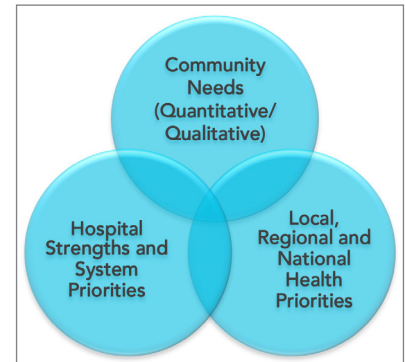 Community
Needs
(Quantitative/
Qualitative)
Hospital
Strengths and
System
Priorities
Local,
Regional and
National
Health
Priorities